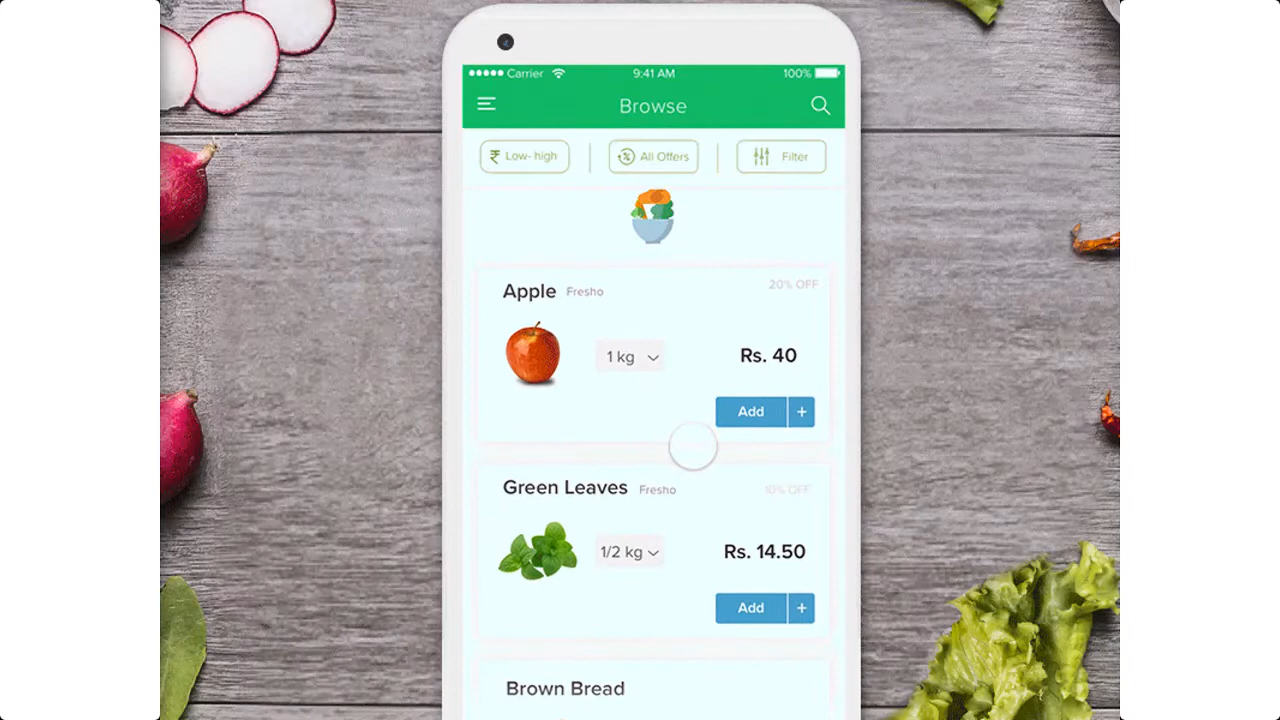 Carrier 9:41 AM 100%
Browse
₹ Low- high All Offers Filter
Apple Fresho 20% OFF
1 kg Rs. 40
Add +
Green Leaves Fresho 10% OFF
1/2 kg Rs. 14.50
Add +
Brown Bread